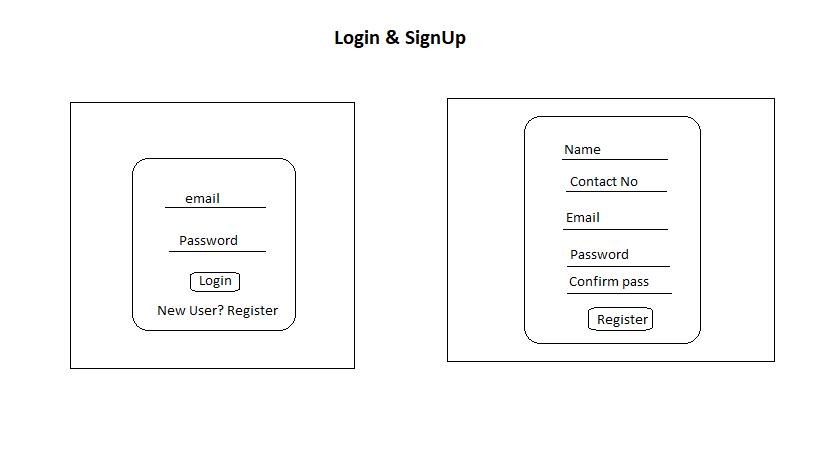 Login & SignUp
email
Password
Login
New User? Register
Name
Contact No
Email
Password
Confirm pass
Register